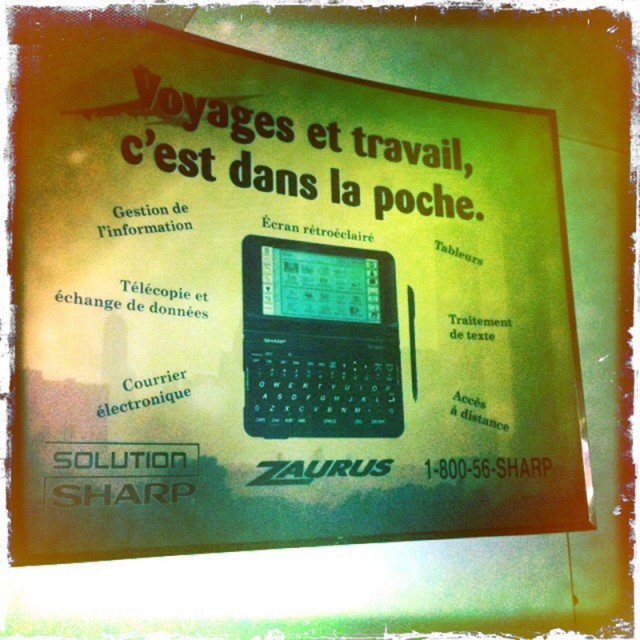 Voyages et travail,
c'est dans la poche.
Gestion de
l'information
Écran rétroéclairé
Tableurs
Télécopie et
échange de données
Traitement
de texte
Courrier
électronique
Accès
à distance
SHARP
Q W E R T Y U I O P
A S D F G H J K L
Z X C V B N M
SOLUTION
SHARP
ZAURUS
1-800-56-SHARP